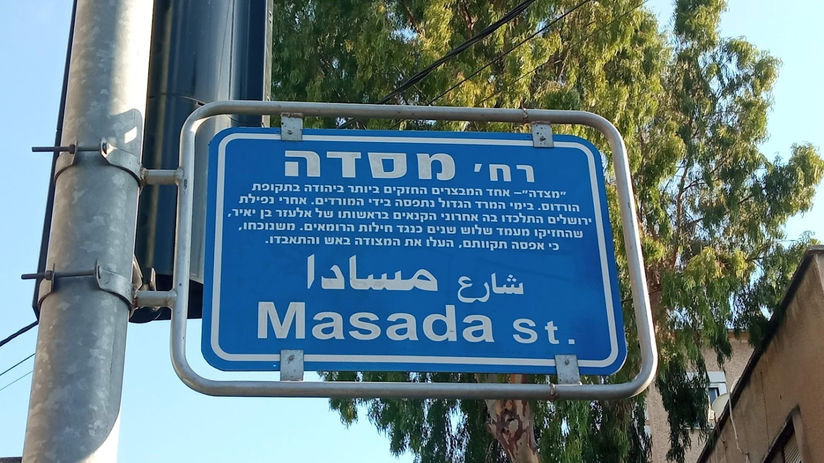 רח' מסדה
"מצדה"– אחד המבצרים החזקים ביותר ביהודה בתקופת
הורדוס. בימי המרד הגדול נתפסה בידי המורדים. אחרי נפילת
ירושלים התלכדו בה אחרוני הקנאים בראשותו של אלעזר בן יאיר,
שהחזיקו מעמד שלוש שנים כנגד חילות הרומאים. משנוכחו,
כי אפסה תקוותם, העלו את המצודה באש והתאבדו.
شارع مسادا
Masada St.